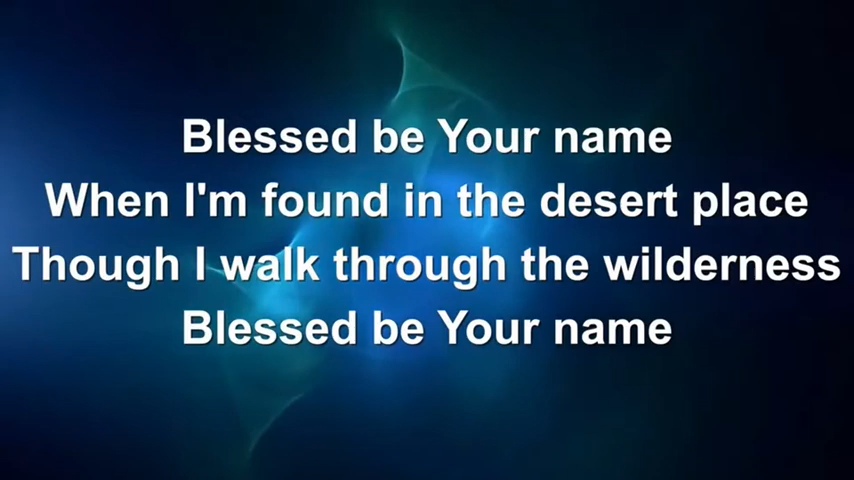 Blessed be Your name
When I'm found in the desert place
Though I walk through the wilderness
Blessed be Your name